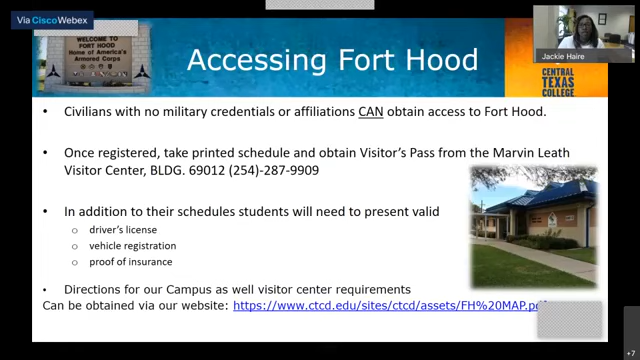 Via Cisco Webex
WELCOME TO
FORT HOOD
Home of America's
Armored Corps
Accessing Fort Hood
Jackie Haire
CENTRAL
TEXAS
COLLEGE
• Civilians with no military credentials or affiliations CAN obtain access to Fort Hood.
• Once registered, take printed schedule and obtain Visitor's Pass from the Marvin Leath
Visitor Center, BLDG. 69012 (254)-287-9909
• In addition to their schedules students will need to present valid
o driver's license
o vehicle registration
o proof of insurance
• Directions for our Campus as well visitor center requirements
Can be obtained via our website: https://www.ctcd.edu/sites/ctcd/assets/FH%20MAP.pdf
+7